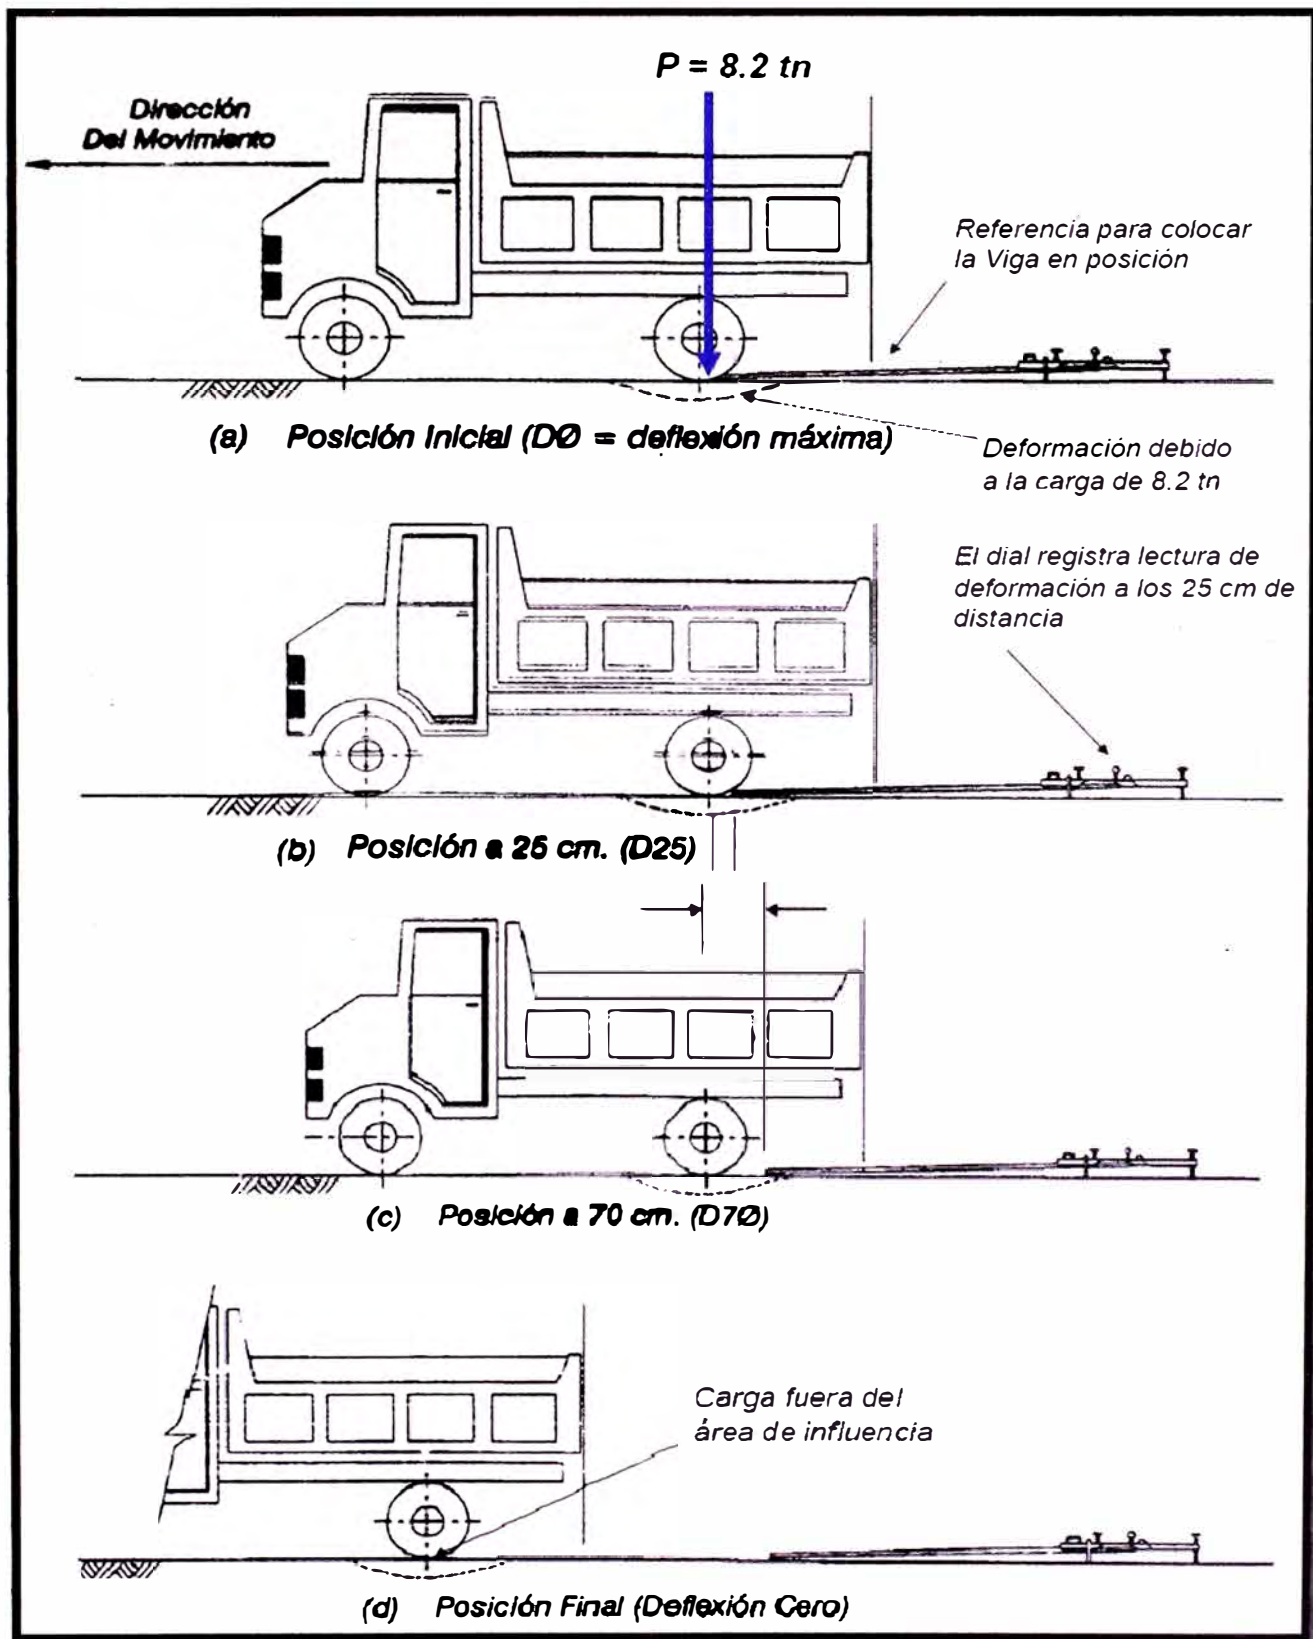 P = 8.2 tn
Dirección
Del Movimiento
Referencia para colocar
la Viga en posición
(a) Posición Inicial (DØ = deflexión máxima)
Deformación debido
a la carga de 8.2 tn
El dial registra lectura de
deformación a los 25 cm de
distancia
(b) Posición a 25 cm. (D25)
(c) Posición a 70 cm. (D7Ø)
Carga fuera del
área de influencia
(d) Posición Final (Deflexión Cero)